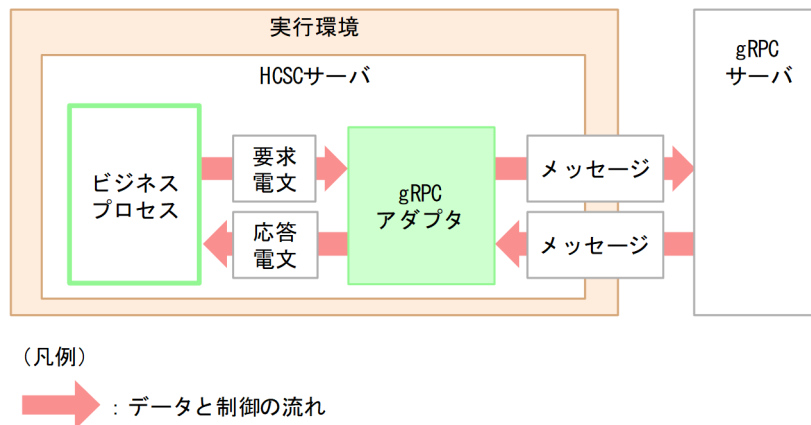 実行環境
HCSCサーバ
gRPC
サーバ
ビジネス
プロセス
要求
電文
gRPC
アダプタ
メッセージ
応答
電文
メッセージ
（凡例）
：データと制御の流れ